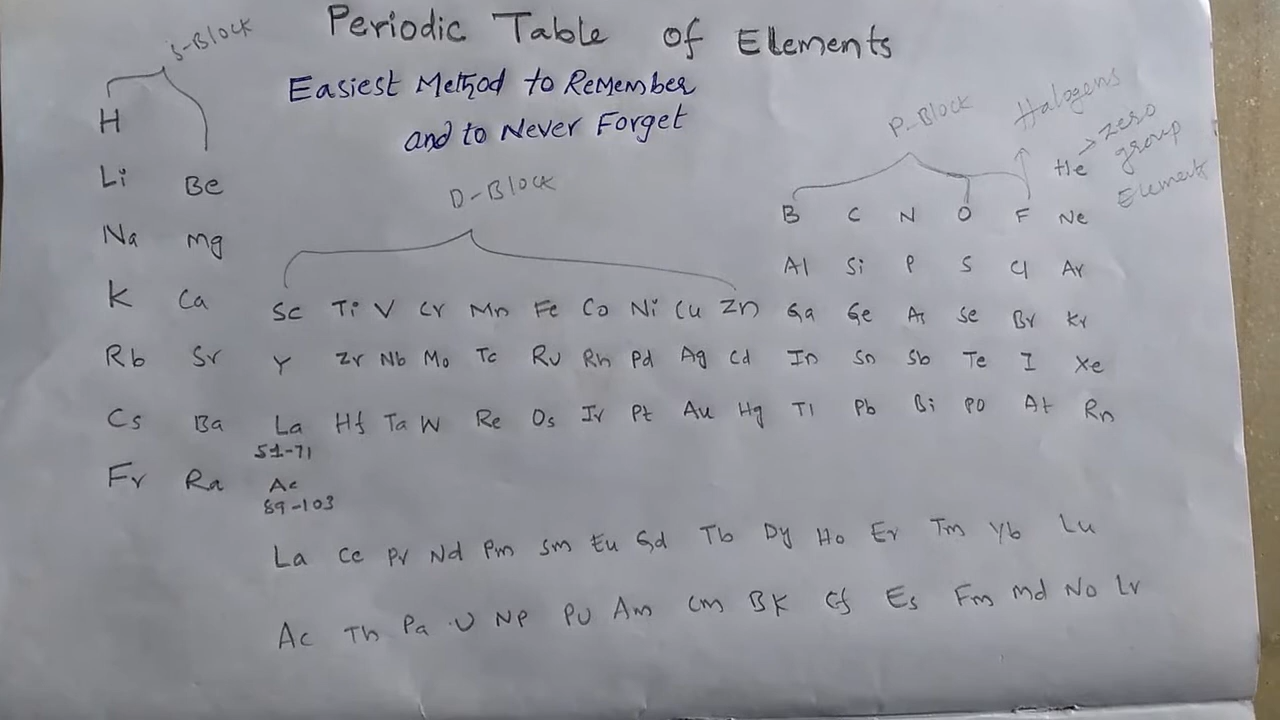 Periodic Table of Elements
Easiest Method to Remember
and to Never Forget
S-Block
D-Block
P-Block
Halogens
zero
group
Element
H He
Li Be B C N O F Ne
Na Mg Al Si P S Cl Ar
K Ca Sc Ti V Cr Mn Fe Co Ni Cu Zn Ga Ge As Se Br Kr
Rb Sr Y Zr Nb Mo Tc Ru Rh Pd Ag Cd In Sn Sb Te I Xe
Cs Ba La Hf Ta W Re Os Ir Pt Au Hg Tl Pb Bi PO At Rn
51-71
Fr Ra Ac
89-103
La Ce Pr Nd Pm Sm Eu Gd Tb Dy Ho Er Tm Yb Lu
Ac Th Pa U NP PU Am Cm BK Cf Es Fm Md No Lr